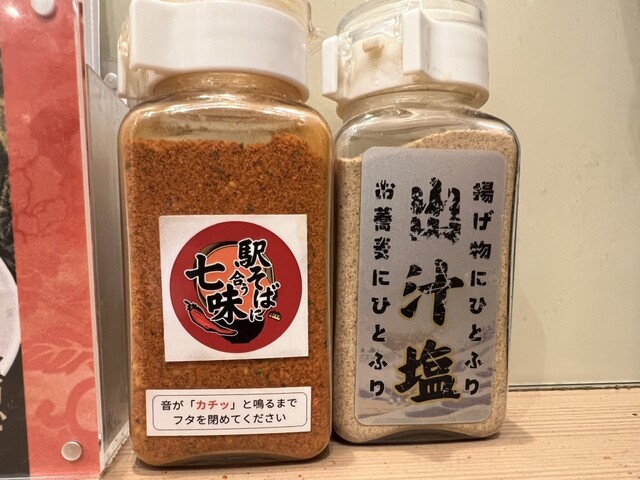 駅そばに
合う
七味
音が「カチッ」と鳴るまで
フタを閉めてください
揚げ物にひとふり
出汁塩
お蕎麦にひとふり